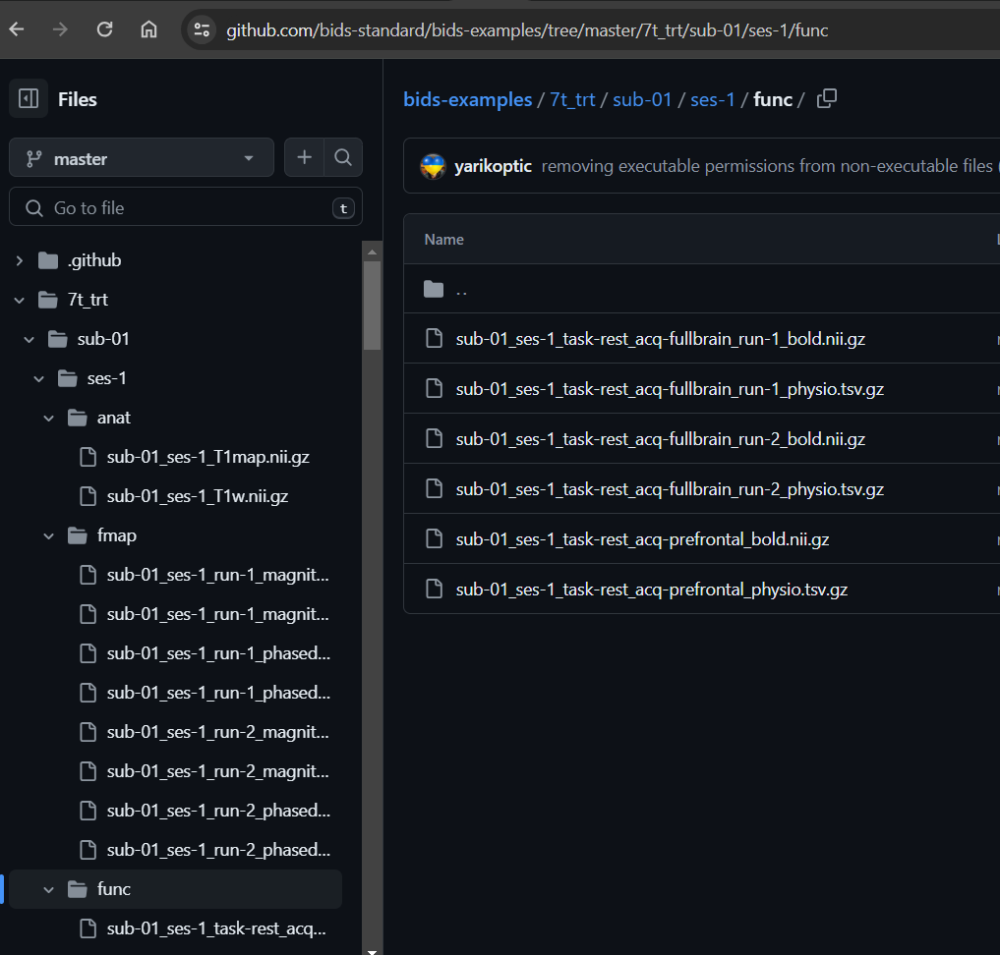 github.com/bids-standard/bids-examples/tree/master/7t_trt/sub-01/ses-1/func
Files
master
Go to file
t
.github
7t_trt
sub-01
ses-1
anat
sub-01_ses-1_T1map.nii.gz
sub-01_ses-1_T1w.nii.gz
fmap
sub-01_ses-1_run-1_magnit...
sub-01_ses-1_run-1_magnit...
sub-01_ses-1_run-1_phased...
sub-01_ses-1_run-1_phased...
sub-01_ses-1_run-2_magnit...
sub-01_ses-1_run-2_magnit...
sub-01_ses-1_run-2_phased...
sub-01_ses-1_run-2_phased...
func
sub-01_ses-1_task-rest_acq...
bids-examples / 7t_trt / sub-01 / ses-1 / func /
yarikoptic removing executable permissions from non-executable files (
Name
..
sub-01_ses-1_task-rest_acq-fullbrain_run-1_bold.nii.gz
sub-01_ses-1_task-rest_acq-fullbrain_run-1_physio.tsv.gz
sub-01_ses-1_task-rest_acq-fullbrain_run-2_bold.nii.gz
sub-01_ses-1_task-rest_acq-fullbrain_run-2_physio.tsv.gz
sub-01_ses-1_task-rest_acq-prefrontal_bold.nii.gz
sub-01_ses-1_task-rest_acq-prefrontal_physio.tsv.gz